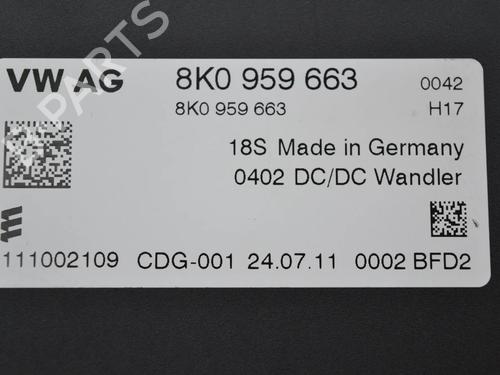 VW AG 8K0 959 663 0042
8K0 959 663 H17
18S Made in Germany
0402 DC/DC Wandler
111002109 CDG-001 24.07.11 0002 BFD2
B-PARTS